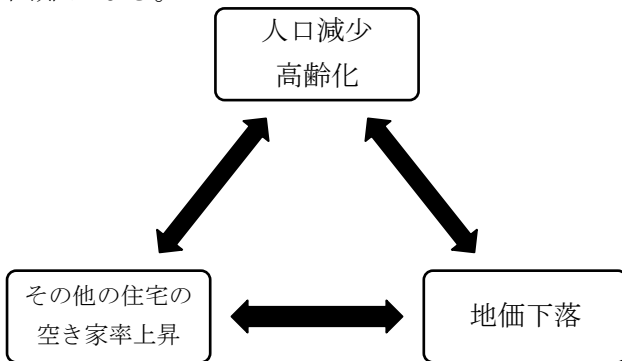 人口減少
高齢化
その他の住宅の
空き家率上昇
地価下落